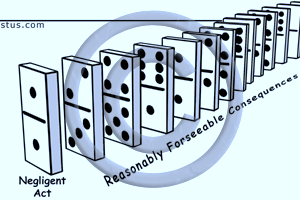 stus.com
Reasonably Forseeable Consequences
Negligent
Act